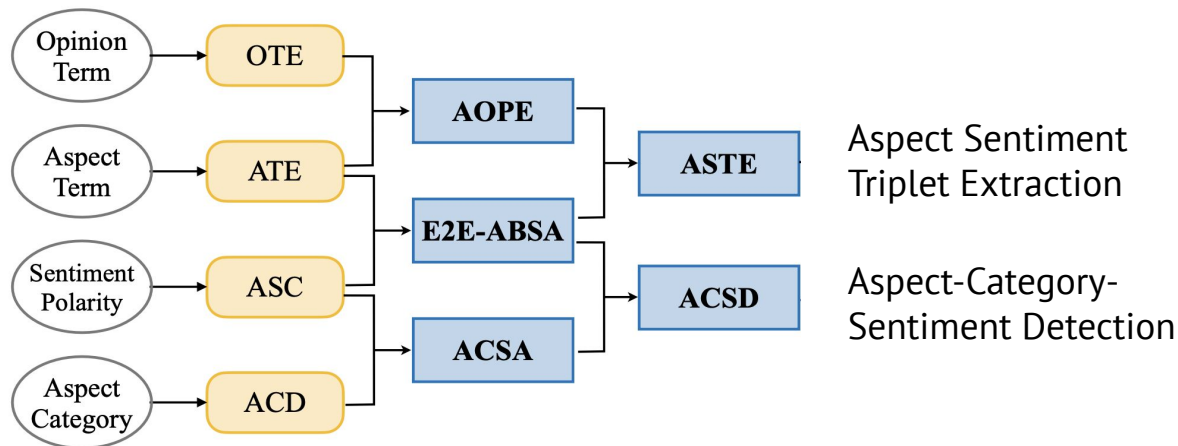 Opinion
Term
OTE
AOPE
Aspect
Term
ATE
ASTE
Aspect Sentiment
Triplet Extraction
E2E-ABSA
Sentiment
Polarity
ASC
ACSD
Aspect-Category-
Sentiment Detection
ACSA
Aspect
Category
ACD